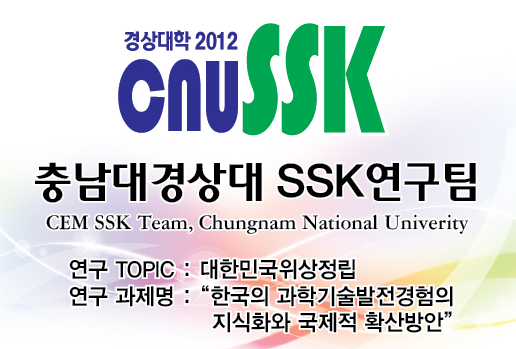 경상대학 2012
CNUSSK
충남대경상대 SSK연구팀
CEM SSK Team, Chungnam National Univerity
연구 TOPIC : 대한민국위상정립
연구 과제명 : “한국의 과학기술발전경험의
지식화와 국제적 확산방안”